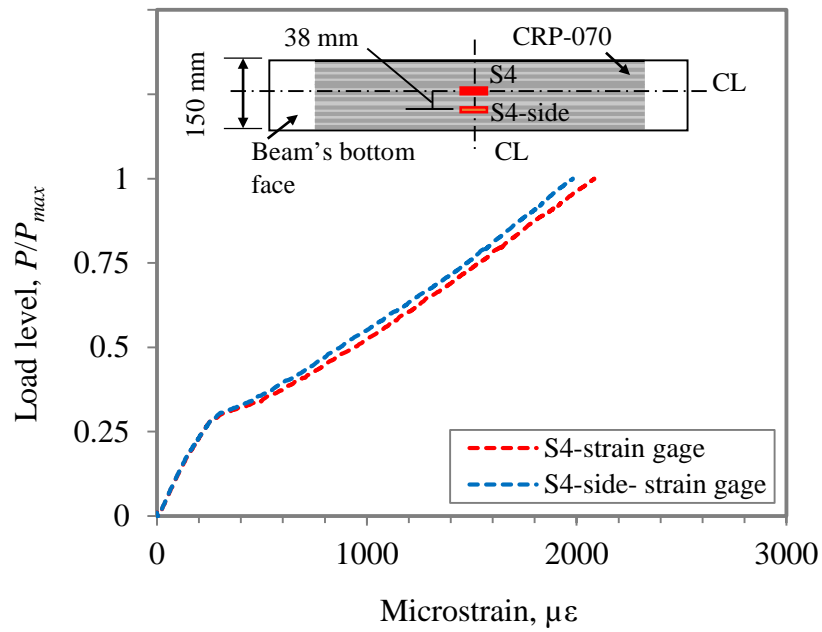 38 mm
CRP-070
150 mm
S4
CL
S4-side
Beam's bottom
face
CL
1
0.75
0.5
0.25
0
Load level, P/Pmax
S4-strain gage
S4-side- strain gage
0
1000
2000
3000
Microstrain, µε